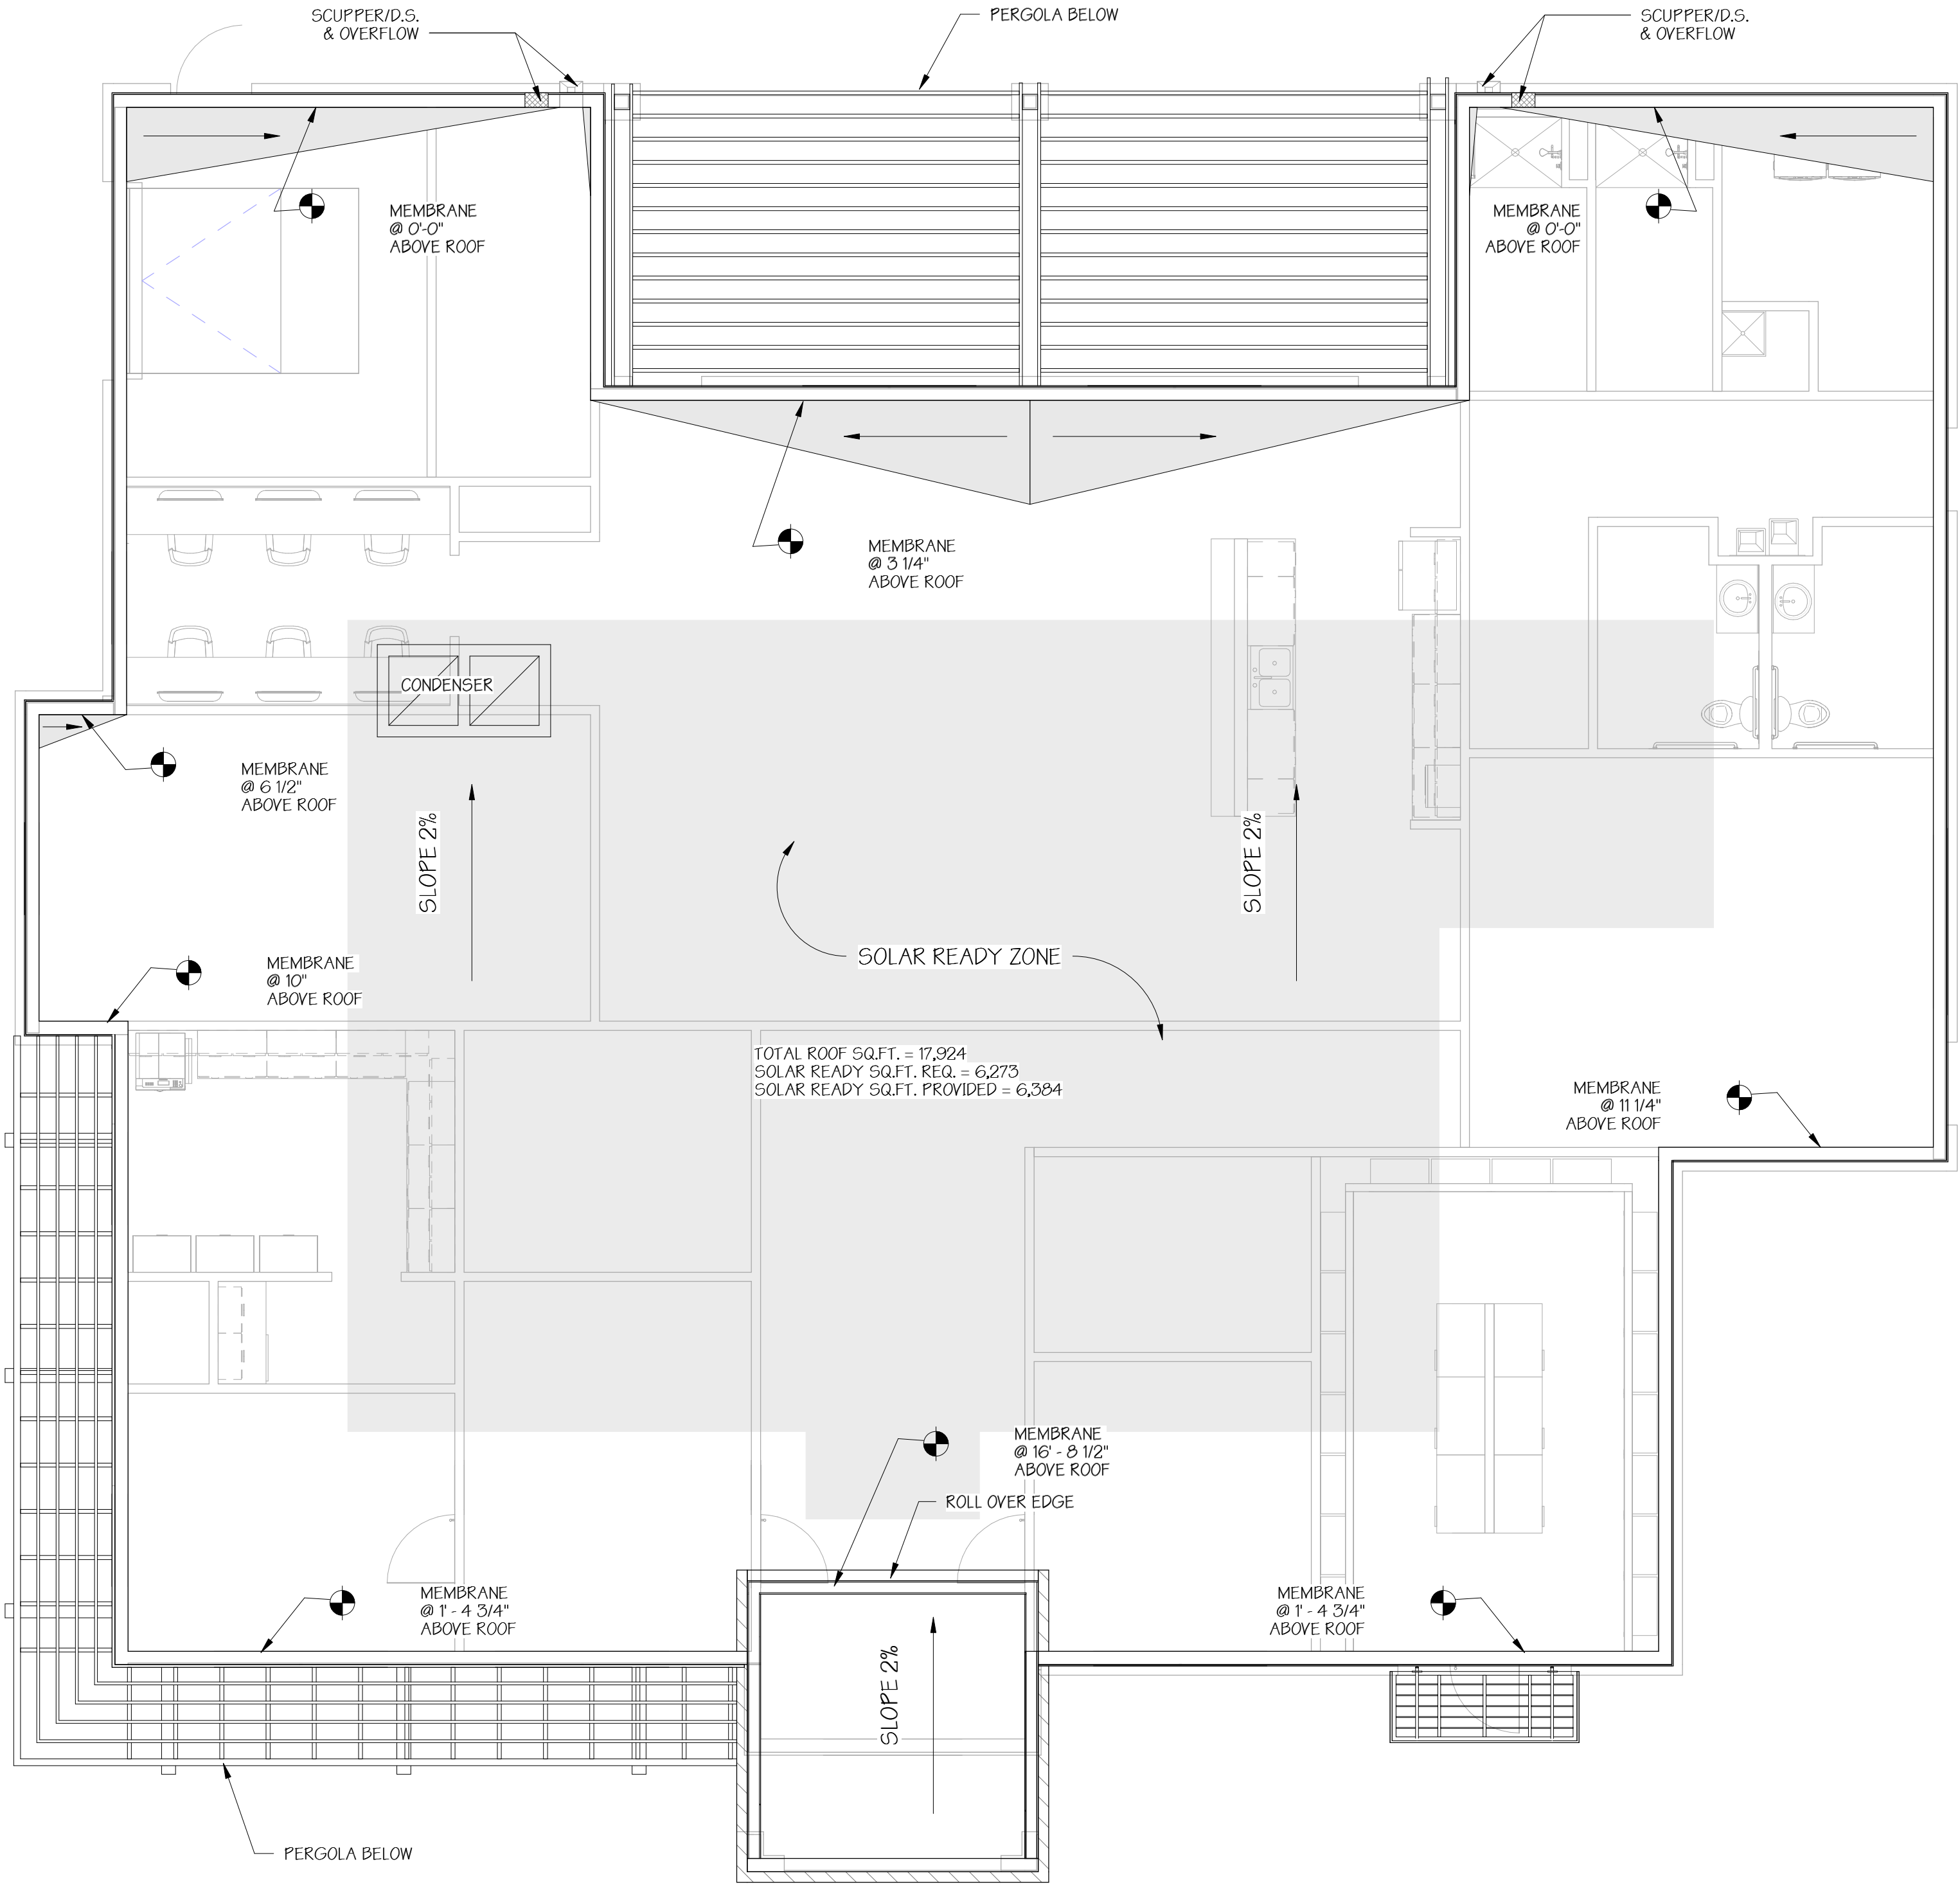 SCUPPER/D.S.
& OVERFLOW
PERGOLA BELOW
SCUPPER/D.S.
& OVERFLOW
MEMBRANE
@ 0'-0"
ABOVE ROOF
MEMBRANE
@ 0'-0"
ABOVE ROOF
MEMBRANE
@ 3 1/4"
ABOVE ROOF
CONDENSER
MEMBRANE
@ 6 1/2"
ABOVE ROOF
SLOPE 2%
SLOPE 2%
MEMBRANE
@ 10"
ABOVE ROOF
SOLAR READY ZONE
TOTAL ROOF SQ.FT. = 17,924
SOLAR READY SQ.FT. REQ. = 6,273
SOLAR READY SQ.FT. PROVIDED = 6,384
MEMBRANE
@ 11 1/4"
ABOVE ROOF
MEMBRANE
@ 16' - 8 1/2"
ABOVE ROOF
ROLL OVER EDGE
MEMBRANE
@ 1' - 4 3/4"
ABOVE ROOF
MEMBRANE
@ 1' - 4 3/4"
ABOVE ROOF
SLOPE 2%
PERGOLA BELOW